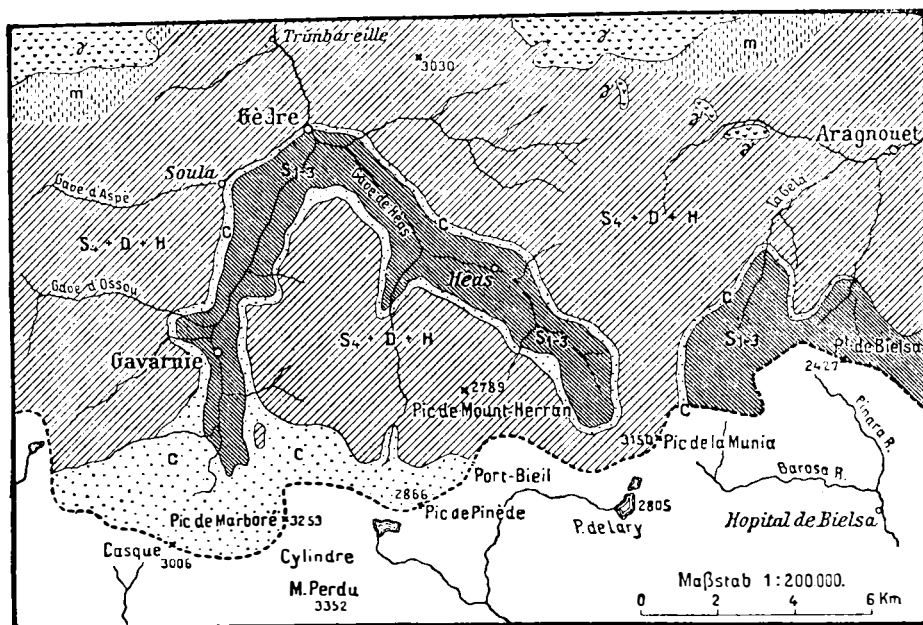 Trimbareille
γ
γ
m
m
3030
γ
γ
γ
Gèdre
Aragnouet
Soula
S1-3
Gave de Héas
La Gela
Gave d'Aspe
C
C
S4 + D + H
S4 + D + H
Héas
Gave d'Ossou
C
S1-3
S4 + D + H
S1-3
Gavarnie
Pt. de Bielsa
2427
2789
Pic de Mount-Herran
C
Pinara R.
3150
Pic de la Munia
C
C
Port-Bieil
Barosa R.
2866
2805
Pic de Marboré
3253
Pic de Pinède
P. de Lary
Hopital de Bielsa
Casque
3006
Cylindre
M. Perdu
3352
Maßstab 1:200000.
0 2 4 6 Km